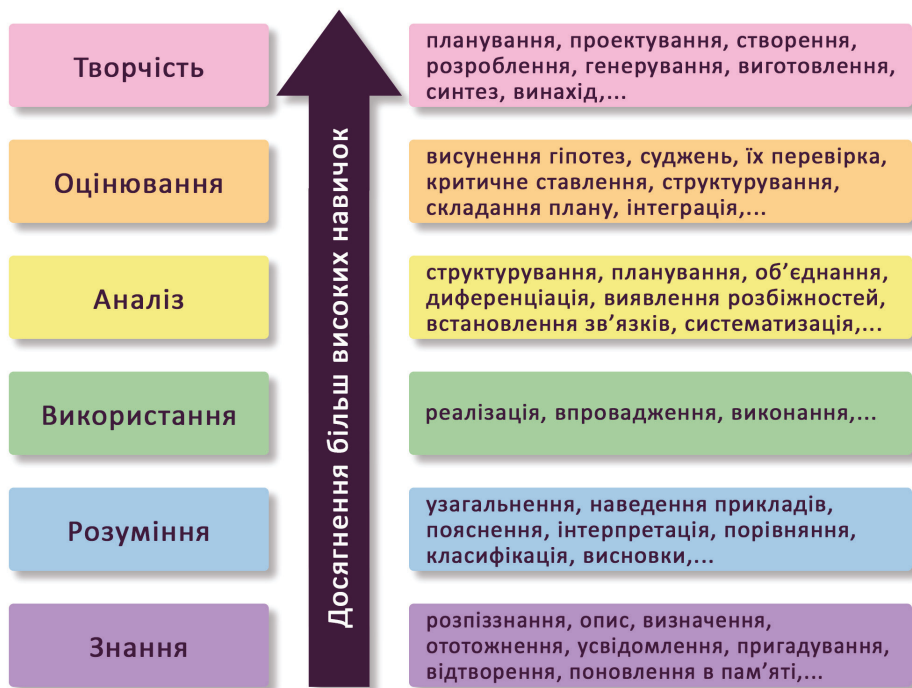 Творчість
планування, проектування, створення,
розроблення, генерування, виготовлення,
синтез, винахід,...
Оцінювання
висунення гіпотез, суджень, їх перевірка,
критичне ставлення, структурування,
складання плану, інтеграція,...
Аналіз
структурування, планування, об’єднання,
диференціація, виявлення розбіжностей,
встановлення зв’язків, систематизація,...
Використання
реалізація, впровадження, виконання,...
Розуміння
узагальнення, наведення прикладів,
пояснення, інтерпретація, порівняння,
класифікація, висновки,...
Знання
розпіззнання, опис, визначення,
ототожнення, усвідомлення, пригадування,
відтворення, поновлення в пам’яті,...
Досягнення більш високих навичок